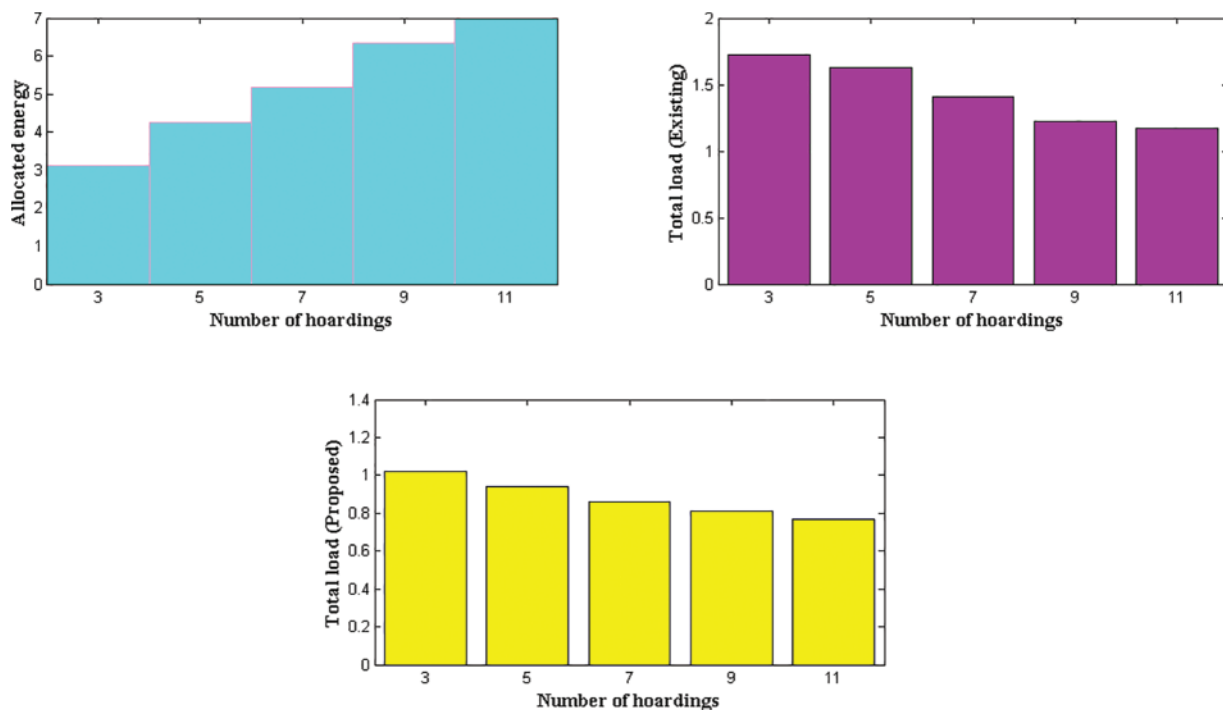 7
6
5
4
3
2
1
0
Allocated energy
3 5 7 9 11
Number of hoardings
2
1.5
1
0.5
0
Total load (Existing)
3 5 7 9 11
Number of hoardings
1.4
1.2
1
0.8
0.6
0.4
0.2
0
Total load (Proposed)
3 5 7 9 11
Number of hoardings